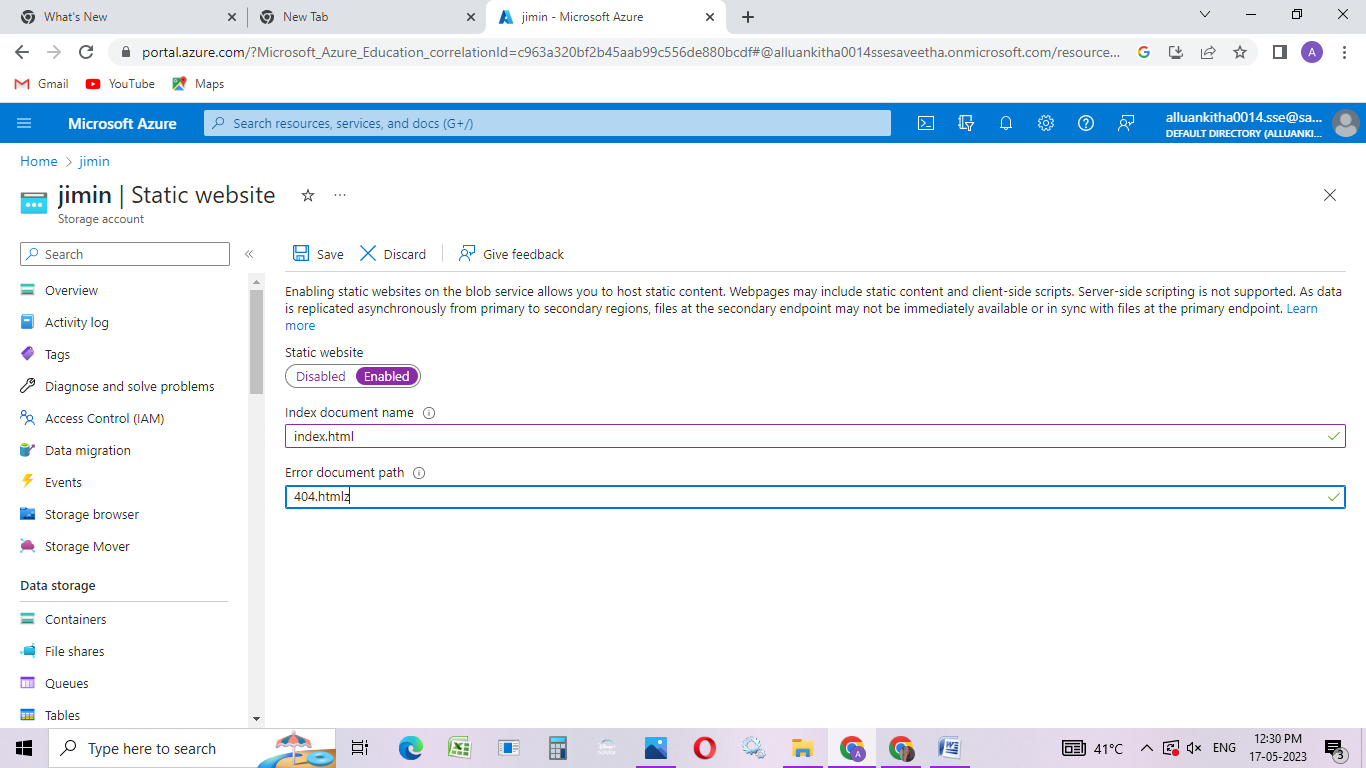 What's New
New Tab
jimin - Microsoft Azure
portal.azure.com/?Microsoft_Azure_Education_correlationId=c963a320bf2b45aab99c556de880bcdf#@alluankitha0014ssesaveetha.onmicrosoft.com/resource...
G
A
Gmail
YouTube
Maps
Microsoft Azure
Search resources, services, and docs (G+/)
alluankitha0014.sse@sa...
DEFAULT DIRECTORY (ALLUANKI...
Home > jimin
jimin | Static website
Storage account
Search
Overview
Activity log
Tags
Diagnose and solve problems
Access Control (IAM)
Data migration
Events
Storage browser
Storage Mover
Data storage
Containers
File shares
Queues
Tables
Save
Discard
Give feedback
Enabling static websites on the blob service allows you to host static content. Webpages may include static content and client-side scripts. Server-side scripting is not supported. As data
is replicated asynchronously from primary to secondary regions, files at the secondary endpoint may not be immediately available or in sync with files at the primary endpoint. Learn
more
Static website
Disabled Enabled
Index document name
index.html
Error document path
404.htmlz
Type here to search
41°C
ENG
12:30 PM
17-05-2023
3